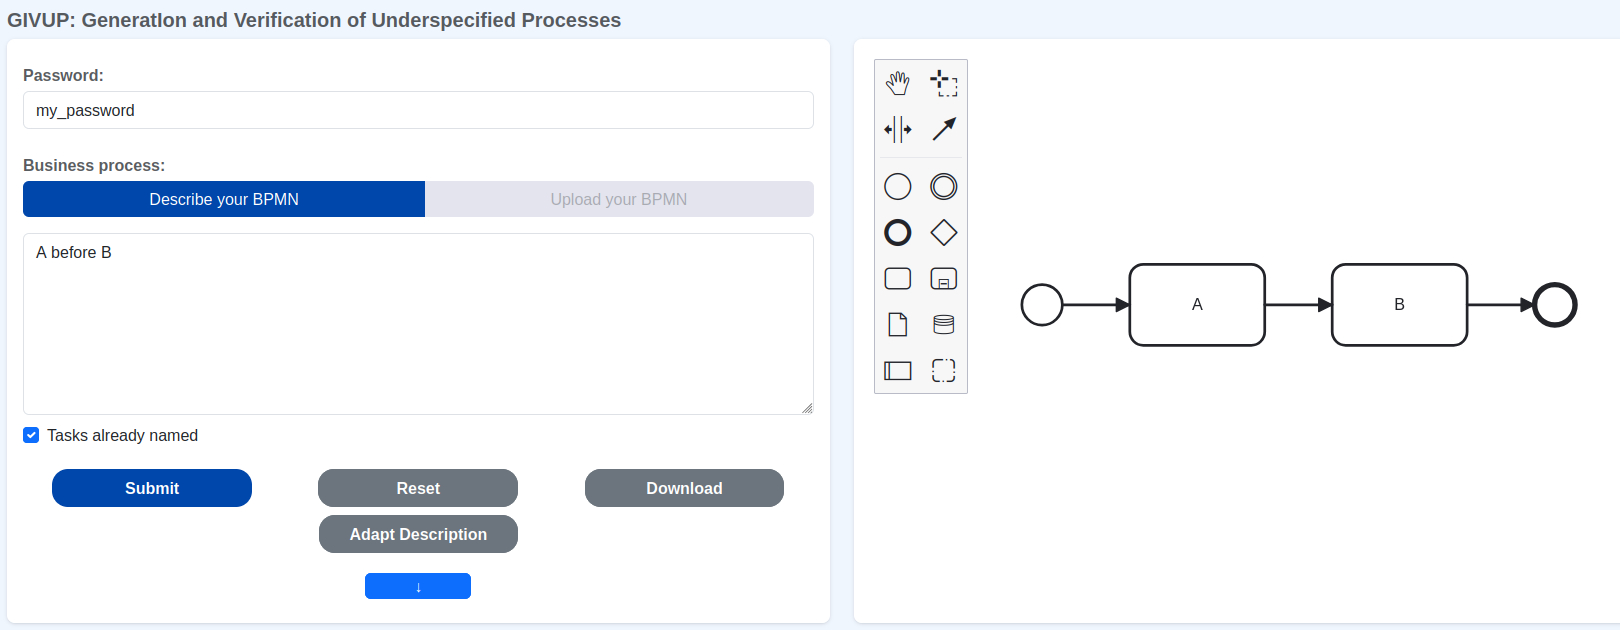 GIVUP: GeneratIon and Verification of Underspecified Processes
Password:
my_password
Business process:
Describe your BPMN
Upload your BPMN
A before B
Tasks already named
Submit
Reset
Download
Adapt Description
↓
A
B